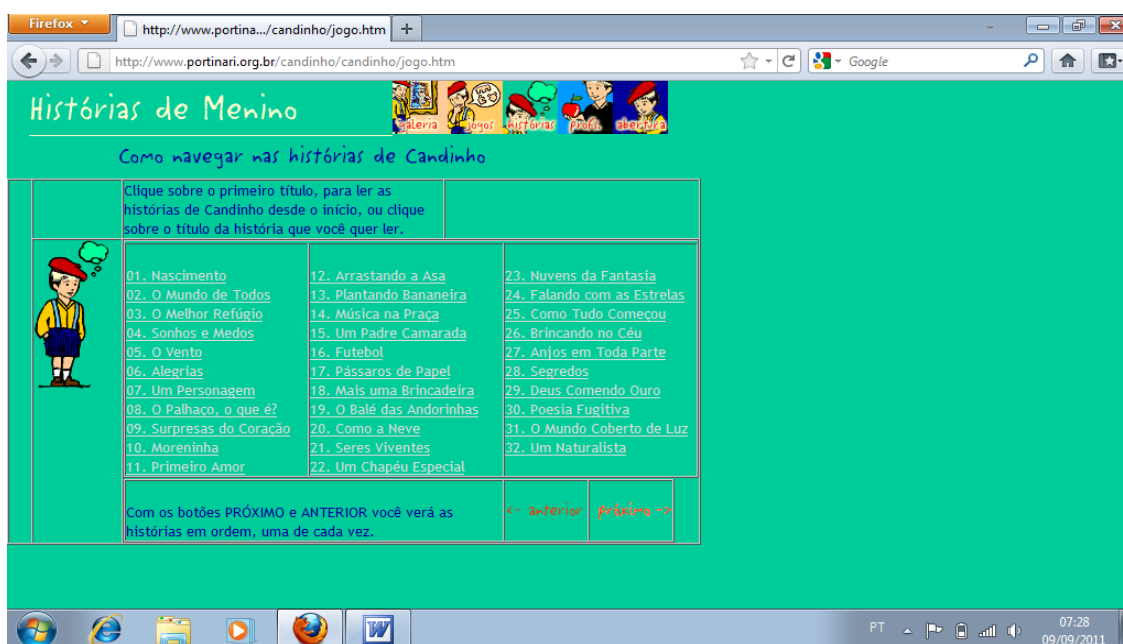 Firefox
http://www.portina.../candinho/jogo.htm
http://www.portinari.org.br/candinho/candinho/jogo.htm
Google
Histórias de Menino
galeria jogos histórias profs. abertura
Como navegar nas histórias de Candinho
Clique sobre o primeiro título, para ler as
histórias de Candinho desde o início, ou clique
sobre o título da história que você quer ler.
01. Nascimento
02. O Mundo de Todos
03. O Melhor Refúgio
04. Sonhos e Medos
05. O Vento
06. Alegrias
07. Um Personagem
08. O Palhaço, o que é?
09. Surpresas do Coração
10. Moreninha
11. Primeiro Amor
12. Arrastando a Asa
13. Plantando Bananeira
14. Música na Praça
15. Um Padre Camarada
16. Futebol
17. Pássaros de Papel
18. Mais uma Brincadeira
19. O Balé das Andorinhas
20. Como a Neve
21. Seres Viventes
22. Um Chapéu Especial
23. Nuvens da Fantasia
24. Falando com as Estrelas
25. Como Tudo Começou
26. Brincando no Céu
27. Anjos em Toda Parte
28. Segredos
29. Deus Comendo Ouro
30. Poesia Fugitiva
31. O Mundo Coberto de Luz
32. Um Naturalista
Com os botões PRÓXIMO e ANTERIOR você verá as
histórias em ordem, uma de cada vez.
<- anterior
próximo ->
PT
07:28
09/09/2011